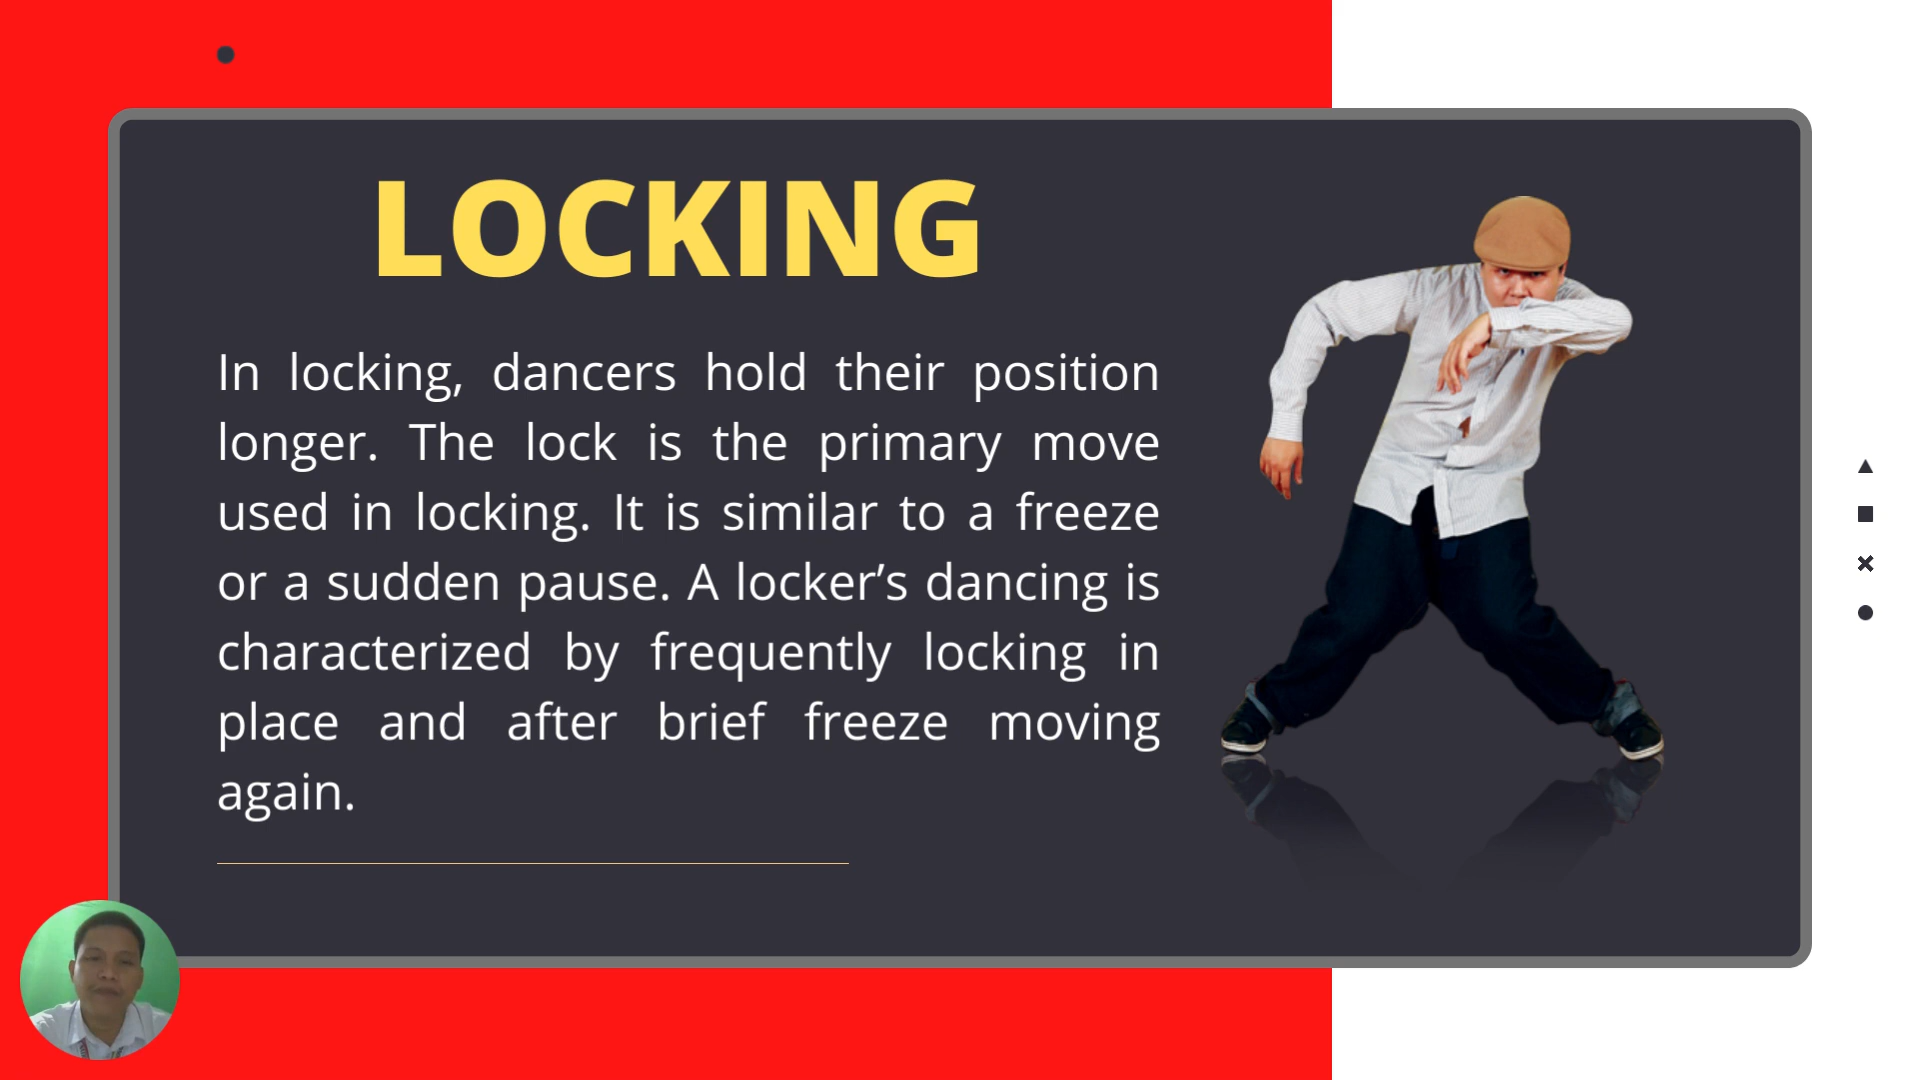 LOCKING
In locking, dancers hold their position
longer. The lock is the primary move
used in locking. It is similar to a freeze
or a sudden pause. A locker’s dancing is
characterized by frequently locking in
place and after brief freeze moving
again.